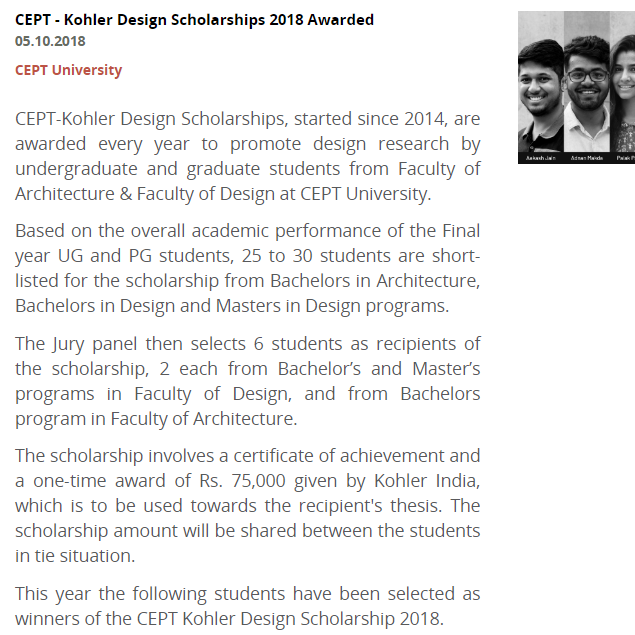 CEPT - Kohler Design Scholarships 2018 Awarded
05.10.2018
CEPT University
CEPT-Kohler Design Scholarships, started since 2014, are
awarded every year to promote design research by
undergraduate and graduate students from Faculty of
Architecture & Faculty of Design at CEPT University.
Based on the overall academic performance of the Final
year UG and PG students, 25 to 30 students are short-
listed for the scholarship from Bachelors in Architecture,
Bachelors in Design and Masters in Design programs.
The Jury panel then selects 6 students as recipients of
the scholarship, 2 each from Bachelor's and Master's
programs in Faculty of Design, and from Bachelors
program in Faculty of Architecture.
The scholarship involves a certificate of achievement and
a one-time award of Rs. 75,000 given by Kohler India,
which is to be used towards the recipient's thesis. The
scholarship amount will be shared between the students
in tie situation.
This year the following students have been selected as
winners of the CEPT Kohler Design Scholarship 2018.
Aakash Jain
Adnan Makda
Palak